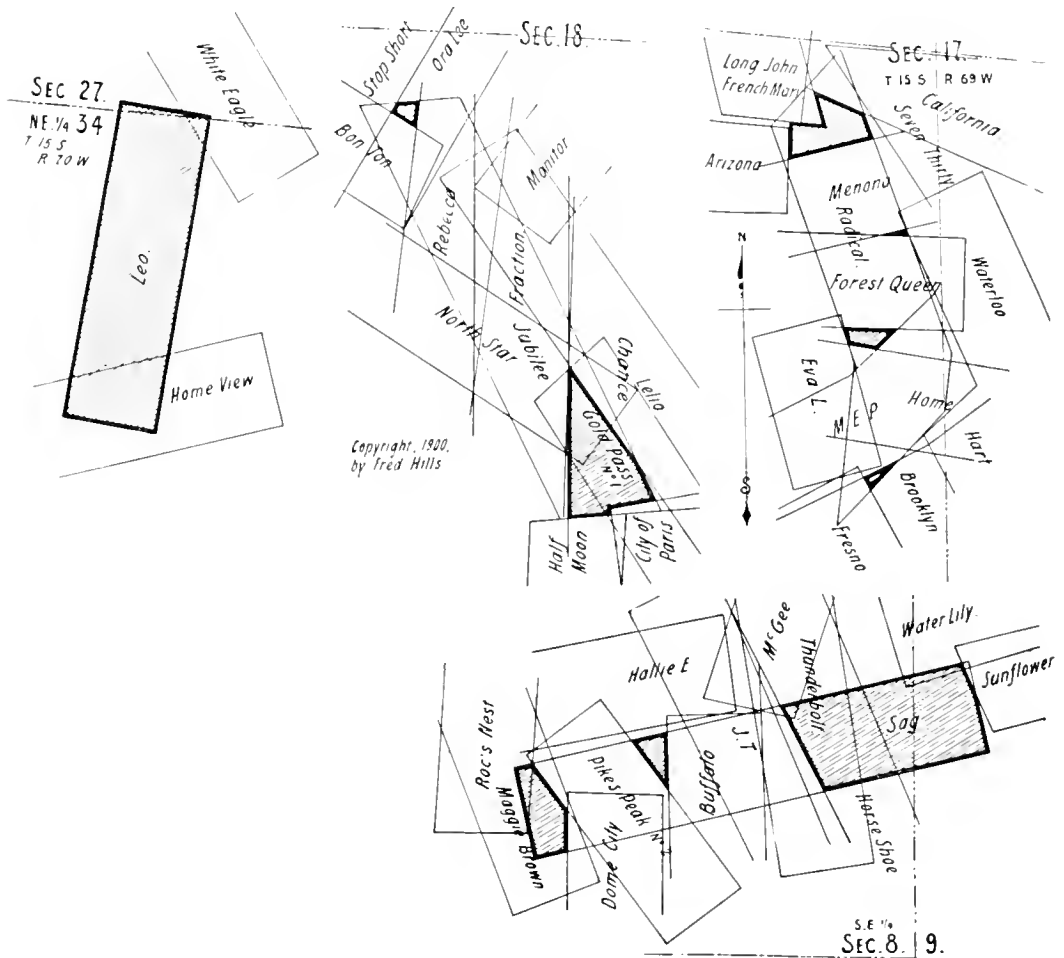 SEC 27.
NE.¼ 34
T 15 S
R 70 W
White Eagle
Leo.
Home View
SEC. 18.
Stop Short
Ora Lee
Bon Ton
Rebecca
Manitor
Fraction
North Star
Jubilee
Chance
Lelia
Gold Pass
Nº 1
Half
Moon
City of
Paris
Copyright, 1900,
by Fred Hills
SEC. 17.
T 15 S R 69 W
Long John
French Mary
California
Seven Thirty
Arizona
Menona
Radical.
Forest Queen
Waterloo
N
S
Eva L.
M E P
Home
Hart
Brooklyn
Fresno
Hallie E
McGee
Thunderbolt.
Water Lily.
Sunflower
Sag
J.T
Roc's Nest
Maggie Brown
Pikes Peak Nº 1
Buffalo
Dome City
Horse Shoe
S.E ¼
SEC. 8. 9.